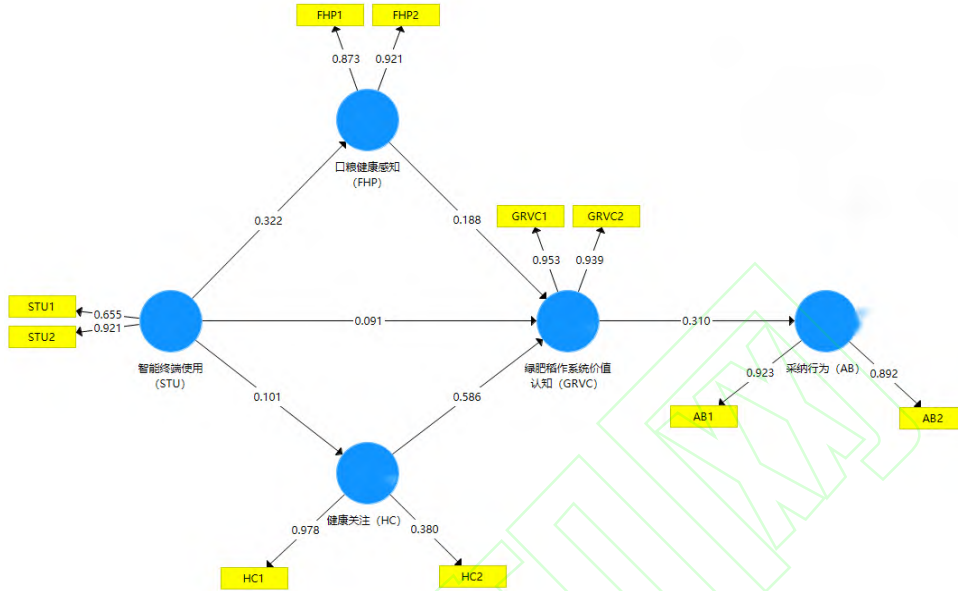 FHP1
FHP2
0.873
0.921
口粮健康感知
（FHP）
0.322
0.188
GRVC1
GRVC2
0.953
0.939
STU1
0.655
STU2
0.921
智能终端使用
（STU）
0.091
绿肥稻作系统价值
认知（GRVC）
0.310
采纳行为（AB）
0.923
0.892
AB1
AB2
0.101
0.586
健康关注（HC）
0.978
0.380
HC1
HC2